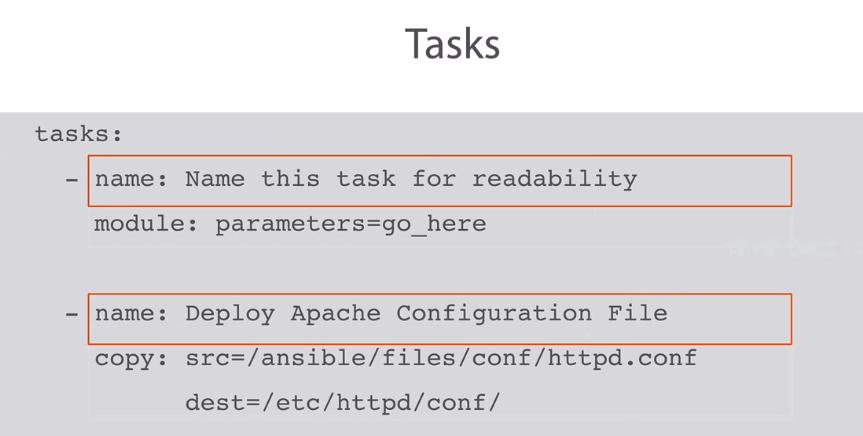 Tasks
tasks:
- name: Name this task for readability
module: parameters=go_here
- name: Deploy Apache Configuration File
copy: src=/ansible/files/conf/httpd.conf
dest=/etc/httpd/conf/